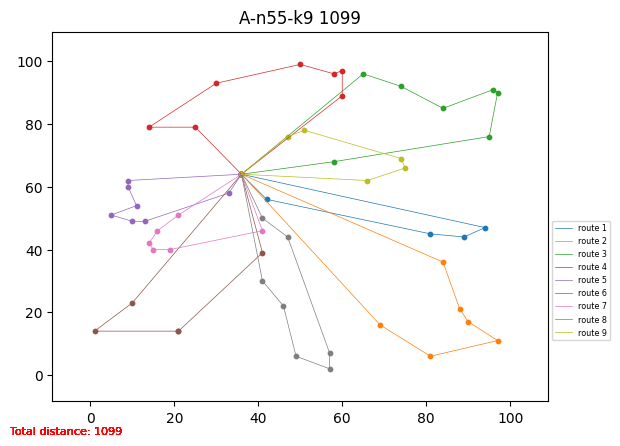 A-n55-k9 1099
100
80
60
40
20
0
0 20 40 60 80 100
route 1
route 2
route 3
route 4
route 5
route 6
route 7
route 8
route 9
Total distance: 1099